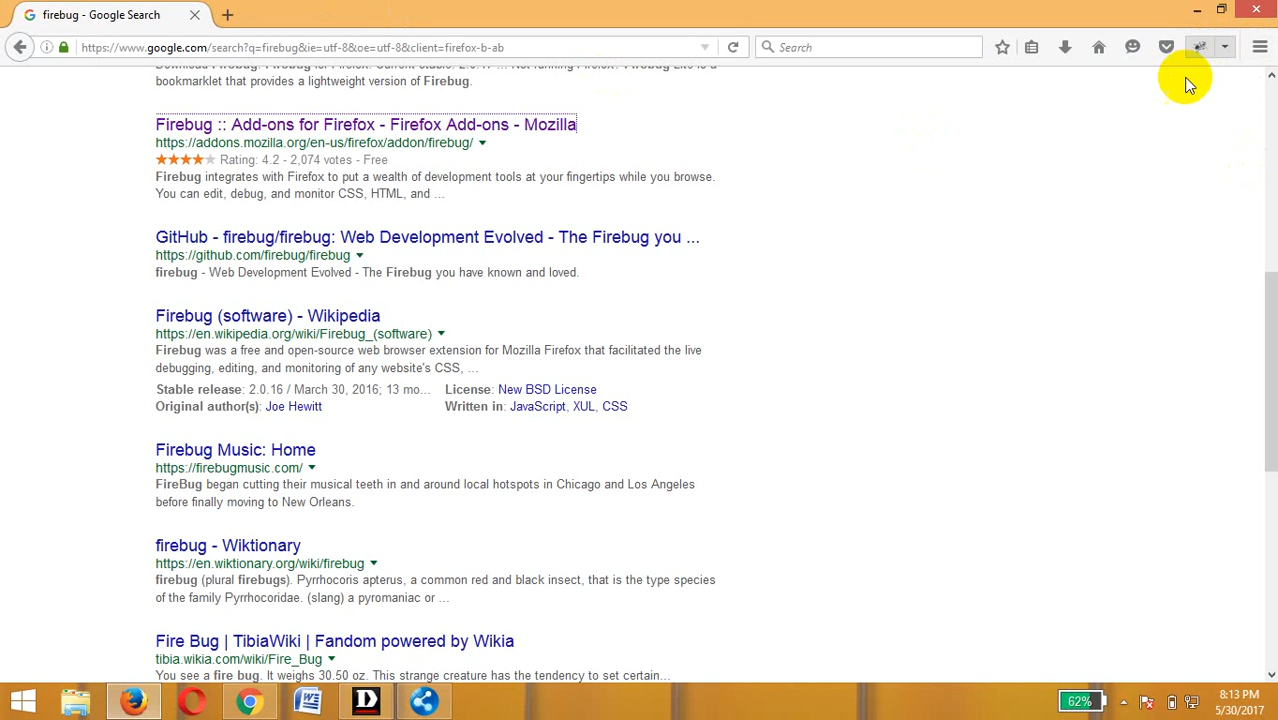 firebug - Google Search
https://www.google.com/search?q=firebug&ie=utf-8&oe=utf-8&client=firefox-b-ab
Search
bookmarklet that provides a lightweight version of Firebug.
Firebug :: Add-ons for Firefox - Firefox Add-ons - Mozilla
https://addons.mozilla.org/en-us/firefox/addon/firebug/
Rating: 4.2 - 2,074 votes - Free
Firebug integrates with Firefox to put a wealth of development tools at your fingertips while you browse.
You can edit, debug, and monitor CSS, HTML, and ...
GitHub - firebug/firebug: Web Development Evolved - The Firebug you ...
https://github.com/firebug/firebug
firebug - Web Development Evolved - The Firebug you have known and loved.
Firebug (software) - Wikipedia
https://en.wikipedia.org/wiki/Firebug_(software)
Firebug was a free and open-source web browser extension for Mozilla Firefox that facilitated the live
debugging, editing, and monitoring of any website's CSS, ...
Stable release: 2.0.16 / March 30, 2016; 13 mo... License: New BSD License
Original author(s): Joe Hewitt Written in: JavaScript, XUL, CSS
Firebug Music: Home
https://firebugmusic.com/
FireBug began cutting their musical teeth in and around local hotspots in Chicago and Los Angeles
before finally moving to New Orleans.
firebug - Wiktionary
https://en.wiktionary.org/wiki/firebug
firebug (plural firebugs). Pyrrhocoris apterus, a common red and black insect, that is the type species
of the family Pyrrhocoridae. (slang) a pyromaniac or ...
Fire Bug | TibiaWiki | Fandom powered by Wikia
tibia.wikia.com/wiki/Fire_Bug
You see a fire bug. It weighs 30.50 oz. This strange creature has the tendency to set certain...
62%
8:13 PM
5/30/2017